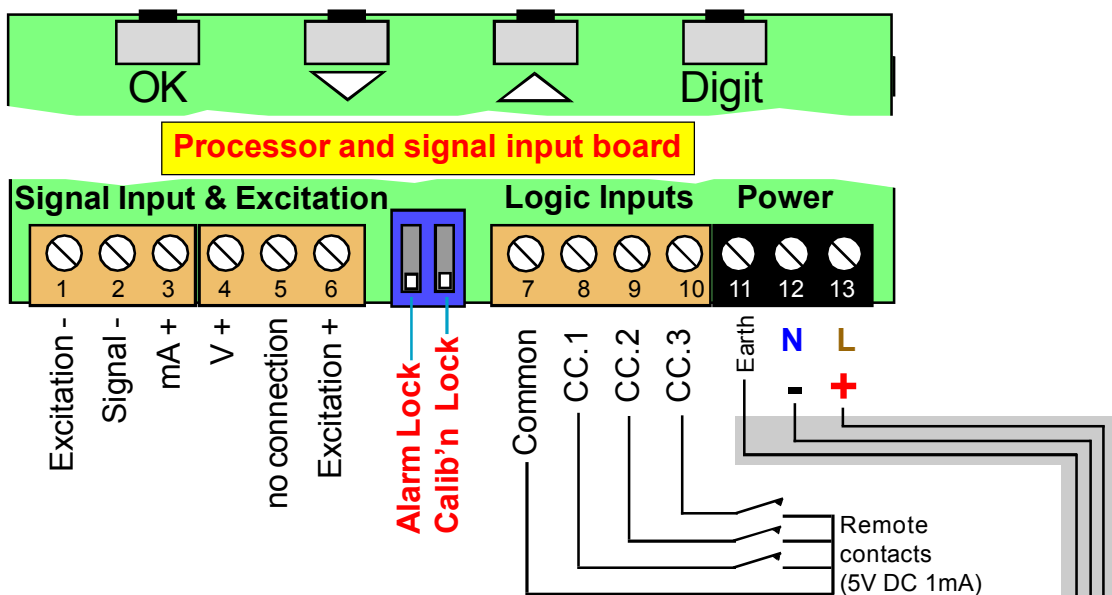 OK
Digit
Processor and signal input board
Signal Input & Excitation
Logic Inputs
Power
1 2 3 4 5 6
7 8 9 10 11 12 13
Excitation -
Signal -
mA +
V +
no connection
Excitation +
Alarm Lock
Calib'n Lock
Common
CC.1
CC.2
CC.3
Earth
N
L
-
+
Remote
contacts
(5V DC 1mA)